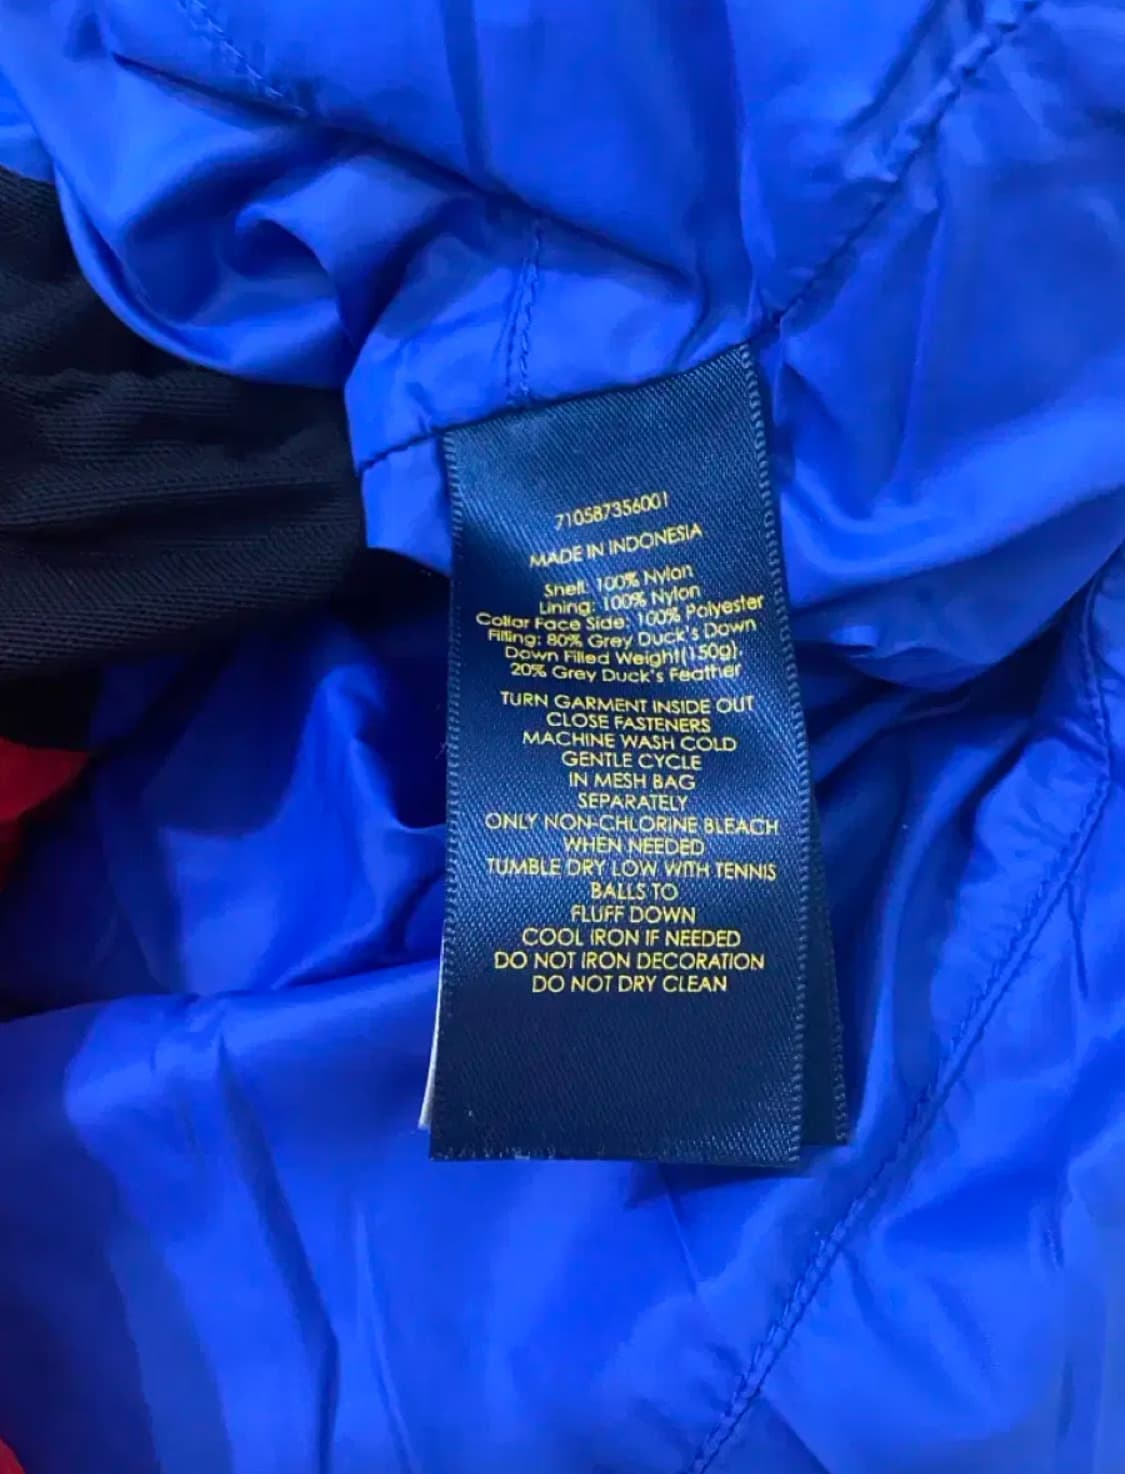 710587356001
MADE IN INDONESIA
Shell: 100% Nylon
Lining: 100% Nylon
Collar Face Side: 100% Polyester
Filling: 80% Grey Duck's Down
Down Filled Weight(150g).
20% Grey Duck's Feather
TURN GARMENT INSIDE OUT
CLOSE FASTENERS
MACHINE WASH COLD
GENTLE CYCLE
IN MESH BAG
SEPARATELY
ONLY NON-CHLORINE BLEACH
WHEN NEEDED
TUMBLE DRY LOW WITH TENNIS
BALLS TO
FLUFF DOWN
COOL IRON IF NEEDED
DO NOT IRON DECORATION
DO NOT DRY CLEAN